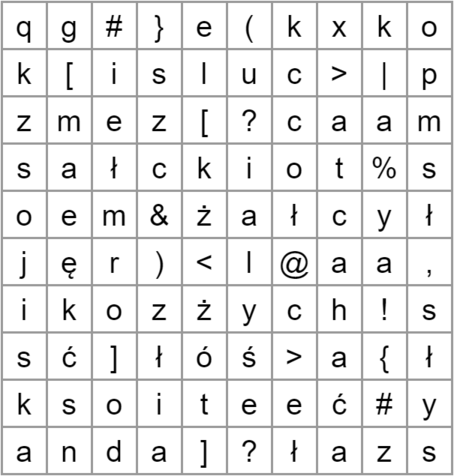 q g # } e ( k x k o
k [ i s l u c > | p
z m e z [ ? c a a m
s a ł c k i o t % s
o e m & ż a ł c y ł
j ę r ) < l @ a a ,
i k o z ż y c h ! s
s ć ] ł ó ś > a { ł
k s o i t e e ć # y
a n d a ] ? ł a z s